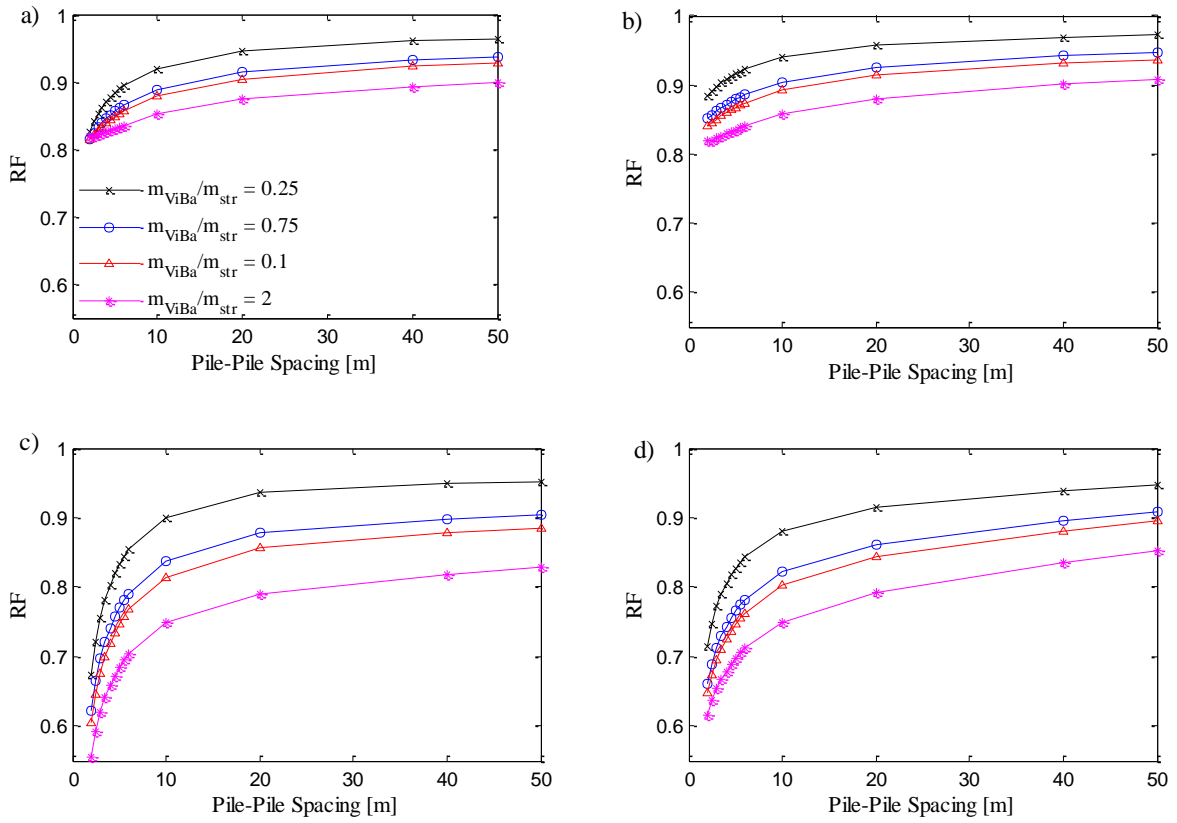 a)
1
0.9
0.8
0.7
0.6
RF
m_ViBa/m_str = 0.25
m_ViBa/m_str = 0.75
m_ViBa/m_str = 0.1
m_ViBa/m_str = 2
0 10 20 30 40 50
Pile-Pile Spacing [m]
b)
1
0.9
0.8
0.7
0.6
RF
0 10 20 30 40 50
Pile-Pile Spacing [m]
c)
1
0.9
0.8
0.7
0.6
RF
0 10 20 30 40 50
Pile-Pile Spacing [m]
d)
1
0.9
0.8
0.7
0.6
RF
0 10 20 30 40 50
Pile-Pile Spacing [m]